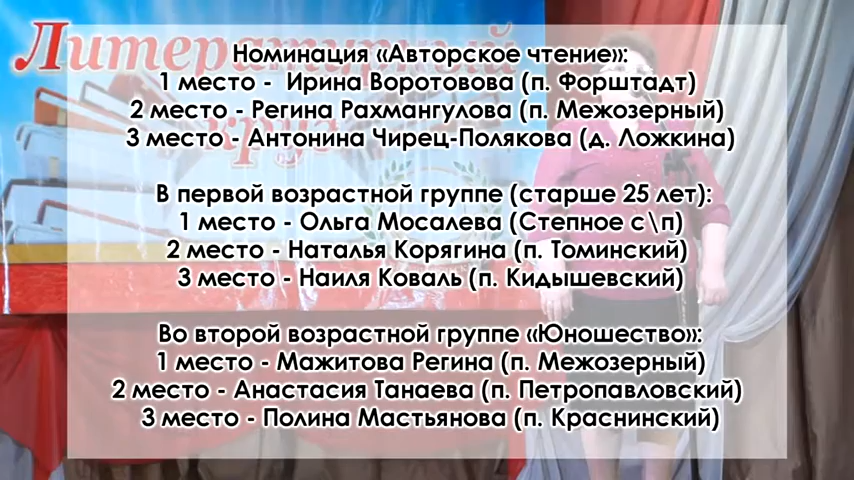 Литературный
круг
Номинация «Авторское чтение»:
1 место - Ирина Воротовова (п. Форштадт)
2 место - Регина Рахмангулова (п. Межозерный)
3 место - Антонина Чирец-Полякова (д. Ложкина)
В первой возрастной группе (старше 25 лет):
1 место - Ольга Мосалева (Степное с\п)
2 место - Наталья Корягина (п. Томинский)
3 место - Наиля Коваль (п. Кидышевский)
Во второй возрастной группе «Юношество»:
1 место - Мажитова Регина (п. Межозерный)
2 место - Анастасия Танаева (п. Петропавловский)
3 место - Полина Мастьянова (п. Краснинский)